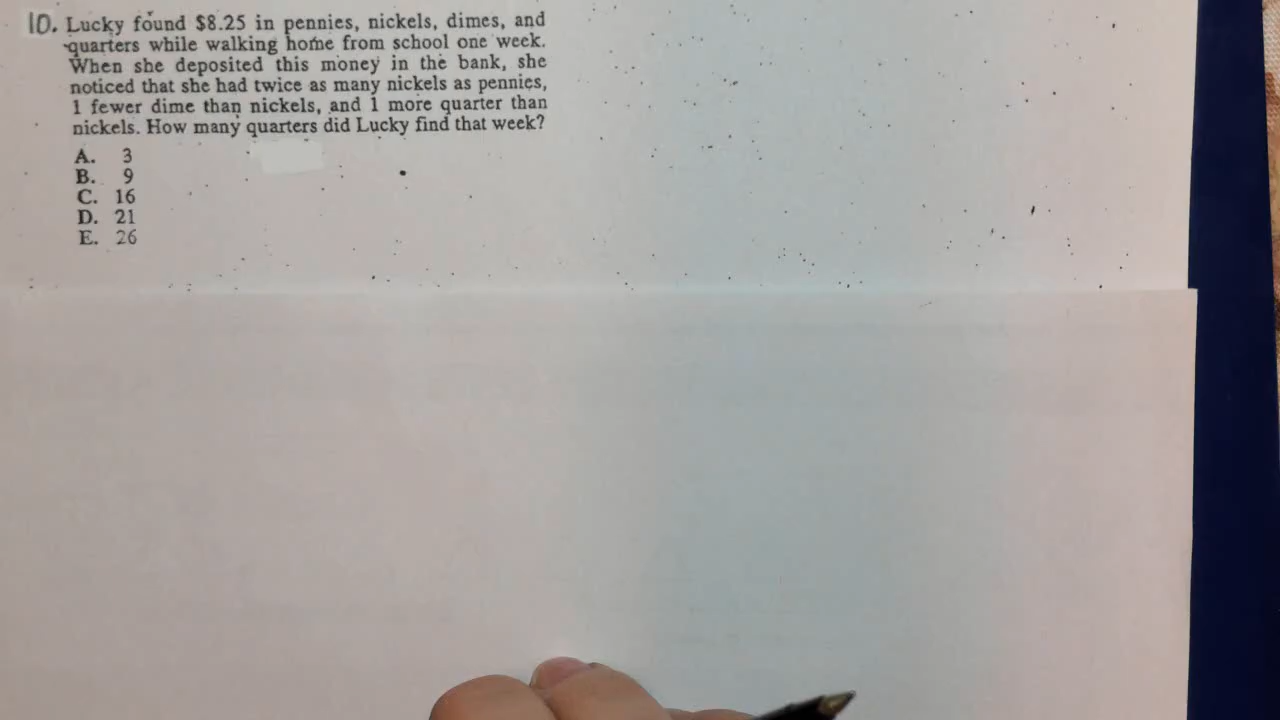 10. Lucky found $8.25 in pennies, nickels, dimes, and
quarters while walking home from school one week.
When she deposited this money in the bank, she
noticed that she had twice as many nickels as pennies,
1 fewer dime than nickels, and 1 more quarter than
nickels. How many quarters did Lucky find that week?
A. 3
B. 9
C. 16
D. 21
E. 26